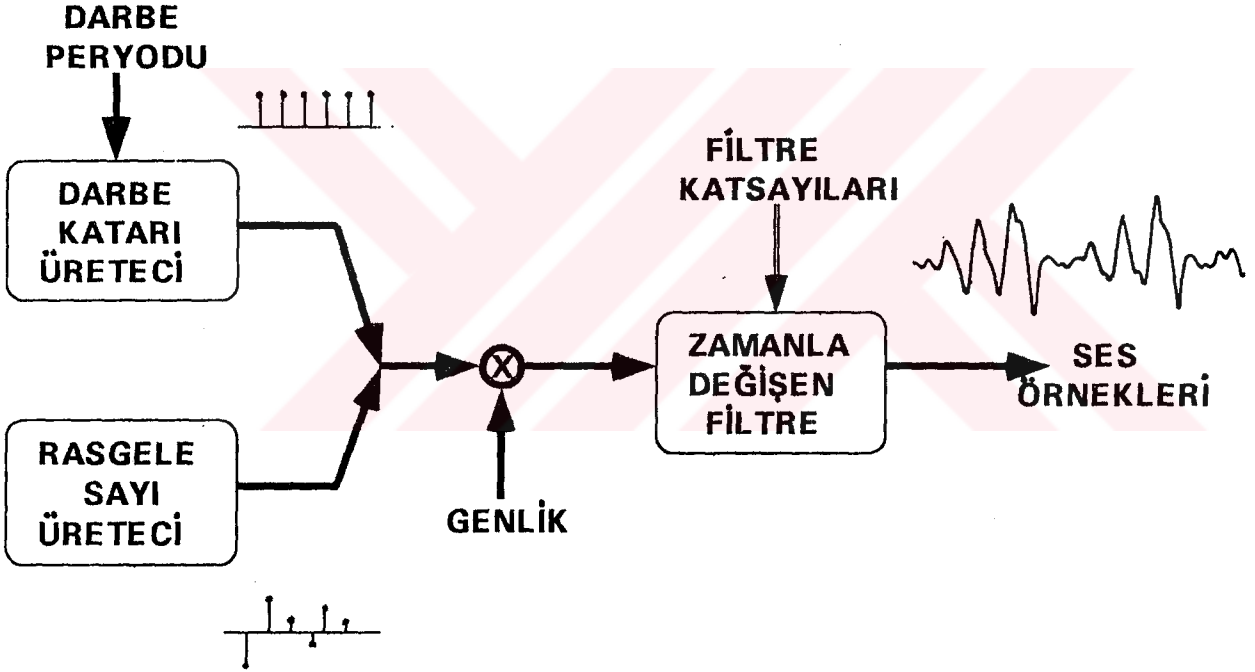 DARBE
PERYODU
DARBE
KATARI
ÜRETECİ
FİLTRE
KATSAYILARI
X
ZAMANLA
DEĞİŞEN
FİLTRE
SES
ÖRNEKLERİ
RASGELE
SAYI
ÜRETECİ
GENLİK